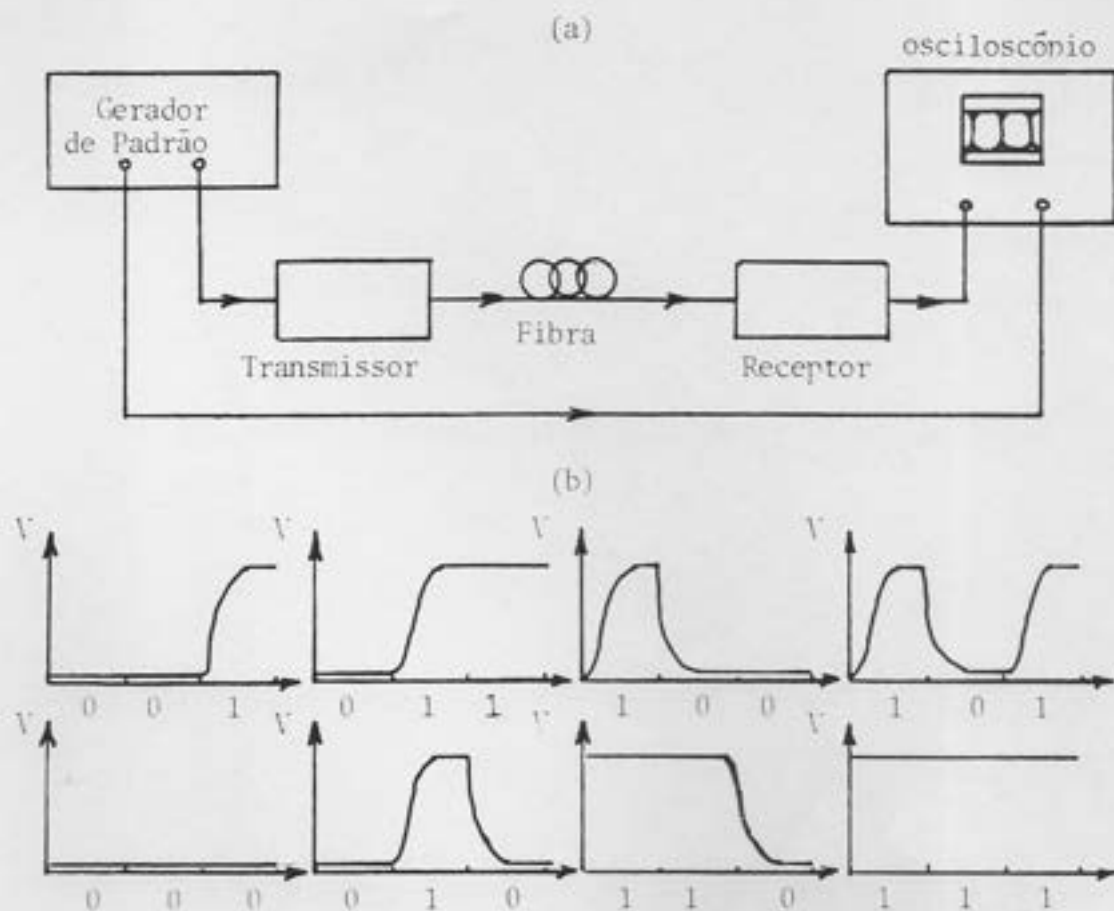 (a)
osciloscópio
Gerador
de Padrão
Fibra
Transmissor
Receptor
(b)
V V V V
0 0 1 0 1 1 1 0 0 1 0 1
V V V V
0 0 0 0 1 0 1 1 0 1 1 1